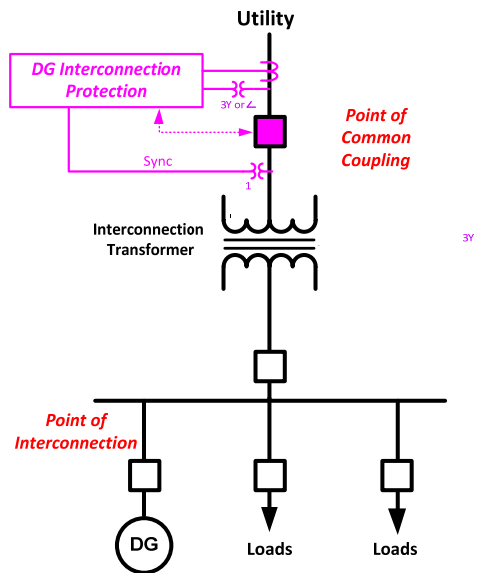 Utility
DG Interconnection
Protection
3Y or∠
Point of
Common
Coupling
Sync
1
Interconnection
Transformer
3Y
Point of
Interconnection
DG
Loads
Loads